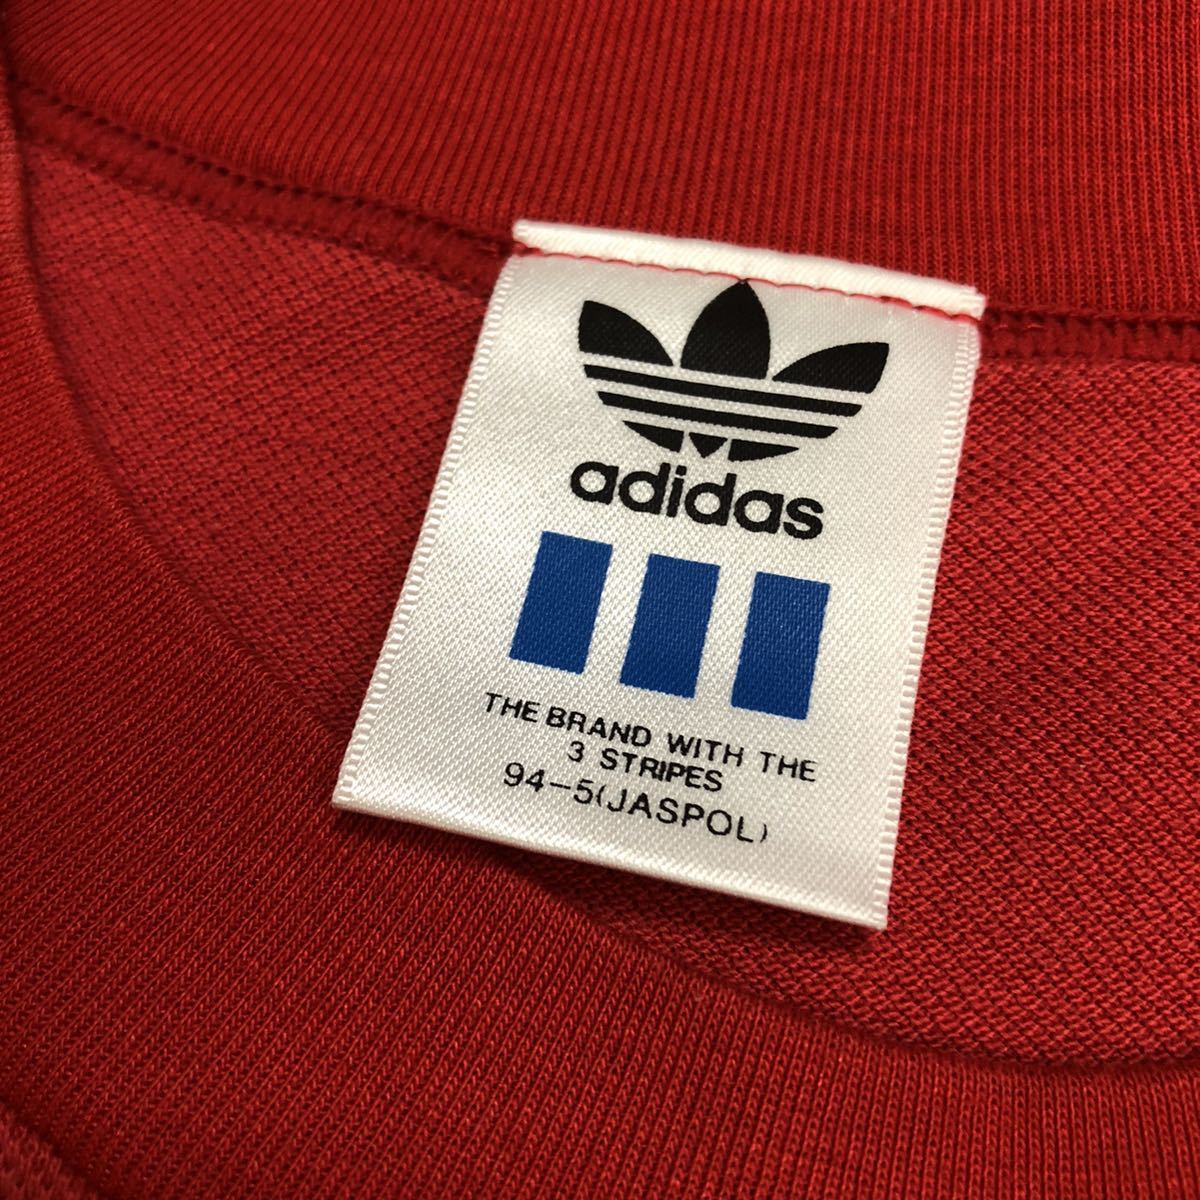 adidas
THE BRAND WITH THE
3 STRIPES
94-5(JASPOL)